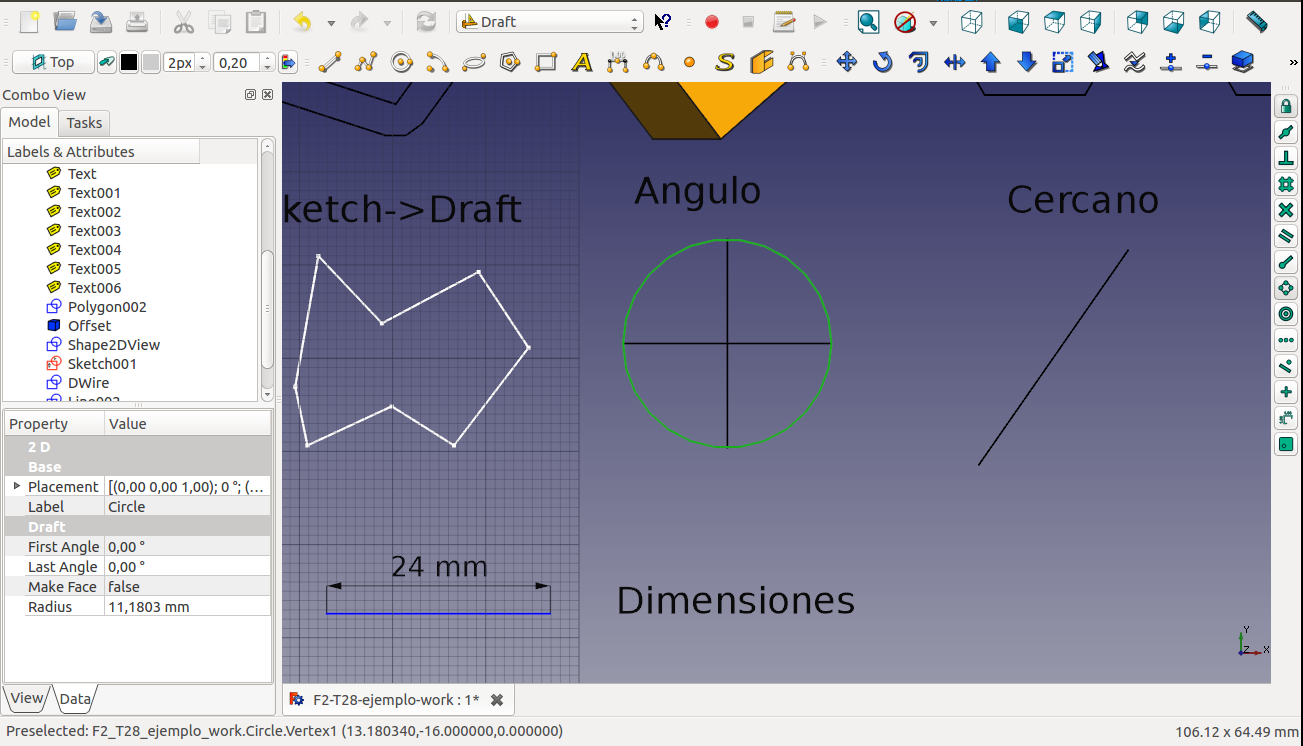 Draft
Top
2px
0,20
»
Combo View
Model
Tasks
Labels & Attributes
Text
Text001
Text002
Text003
Text004
Text005
Text006
Polygon002
Offset
Shape2DView
Sketch001
DWire
Property Value
2 D
Base
Placement [(0,00 0,00 1,00); 0 °; (...
Label Circle
Draft
First Angle 0,00 °
Last Angle 0,00 °
Make Face false
Radius 11,1803 mm
View
Data
ketch->Draft
Angulo
Cercano
24 mm
Dimensiones
Y
Z
X
F2-T28-ejemplo-work : 1*
Preselected: F2_T28_ejemplo_work.Circle.Vertex1 (13.180340,-16.000000,0.000000)
106.12 x 64.49 mm